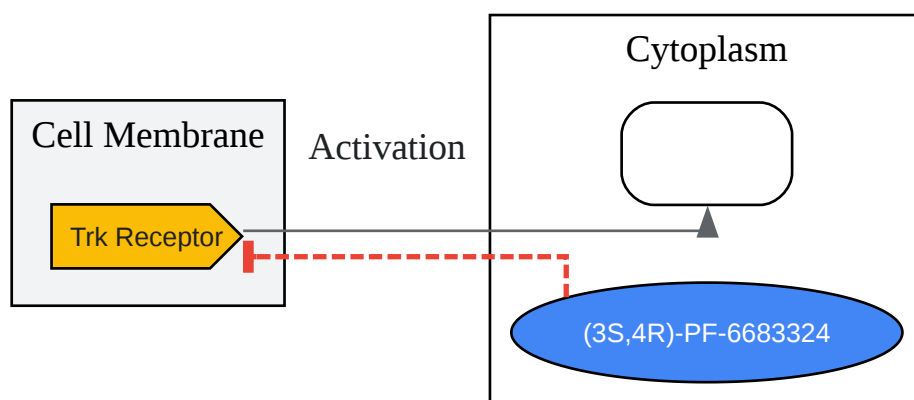 Cytoplasm
Cell Membrane
Activation
Trk Receptor
(3S,4R)-PF-6683324